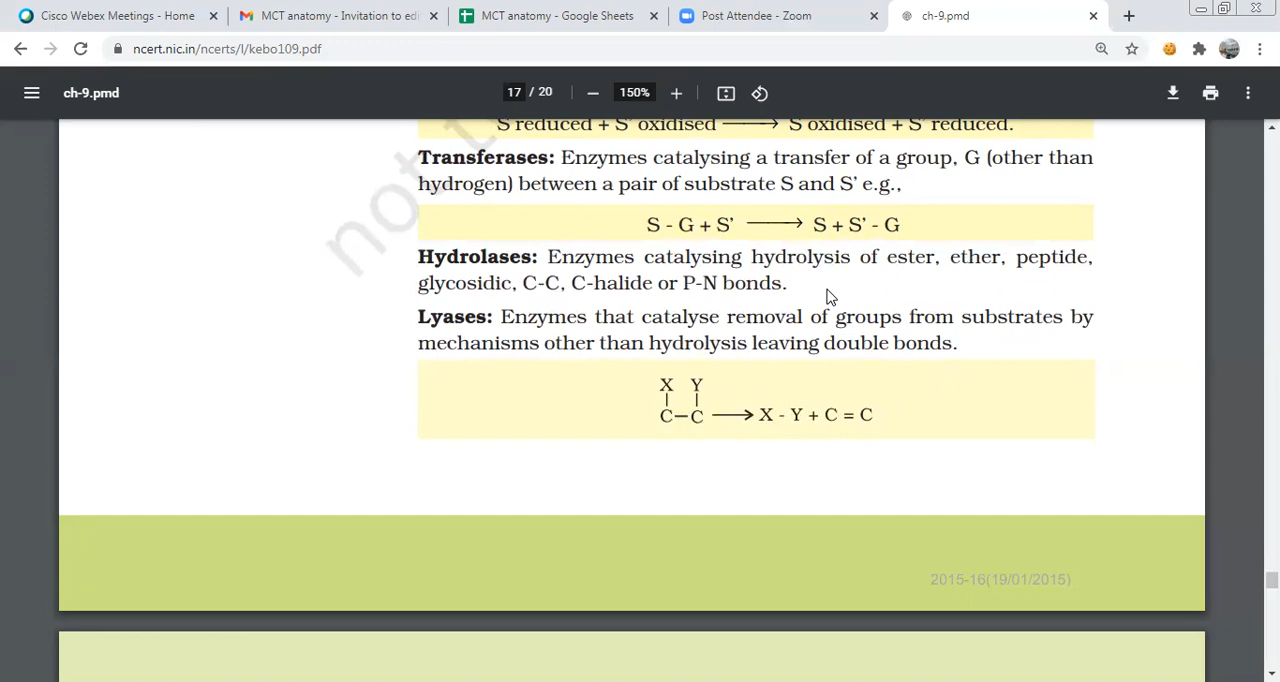 Cisco Webex Meetings - Home
MCT anatomy - Invitation to edi
MCT anatomy - Google Sheets
Post Attendee - Zoom
ch-9.pmd
ncert.nic.in/ncerts/l/kebo109.pdf
ch-9.pmd
17 / 20
150%
S reduced + S' oxidised ⟶ S oxidised + S' reduced.
Transferases: Enzymes catalysing a transfer of a group, G (other than
hydrogen) between a pair of substrate S and S' e.g.,
S - G + S' ⟶ S + S' - G
Hydrolases: Enzymes catalysing hydrolysis of ester, ether, peptide,
glycosidic, C-C, C-halide or P-N bonds.
Lyases: Enzymes that catalyse removal of groups from substrates by
mechanisms other than hydrolysis leaving double bonds.
X Y
C–C ⟶ X - Y + C = C
not t
2015-16(19/01/2015)